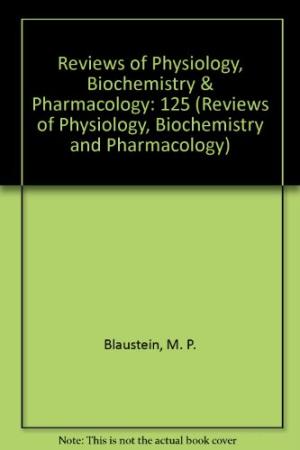 Reviews of Physiology,
Biochemistry &
Pharmacology: 125 (Reviews
of Physiology, Biochemistry
and Pharmacology)
Blaustein, M. P.
Note: This is not the actual book cover